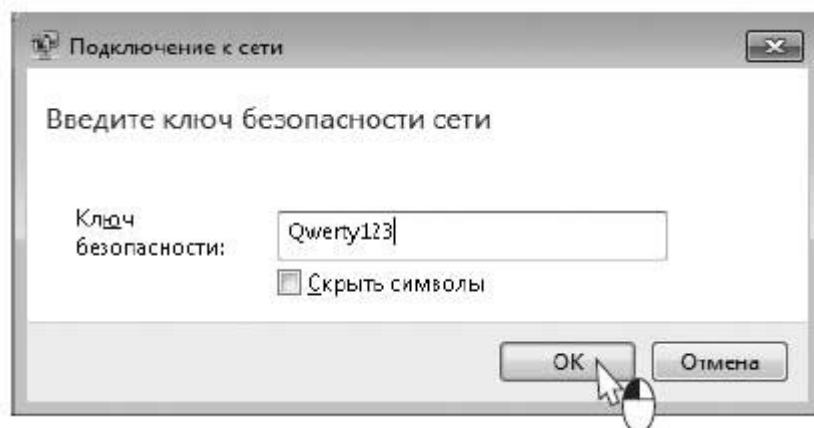 Подключение к сети
Введите ключ безопасности сети
Ключ
безопасности:
Qwerty123
Скрыть символы
ОК
Отмена